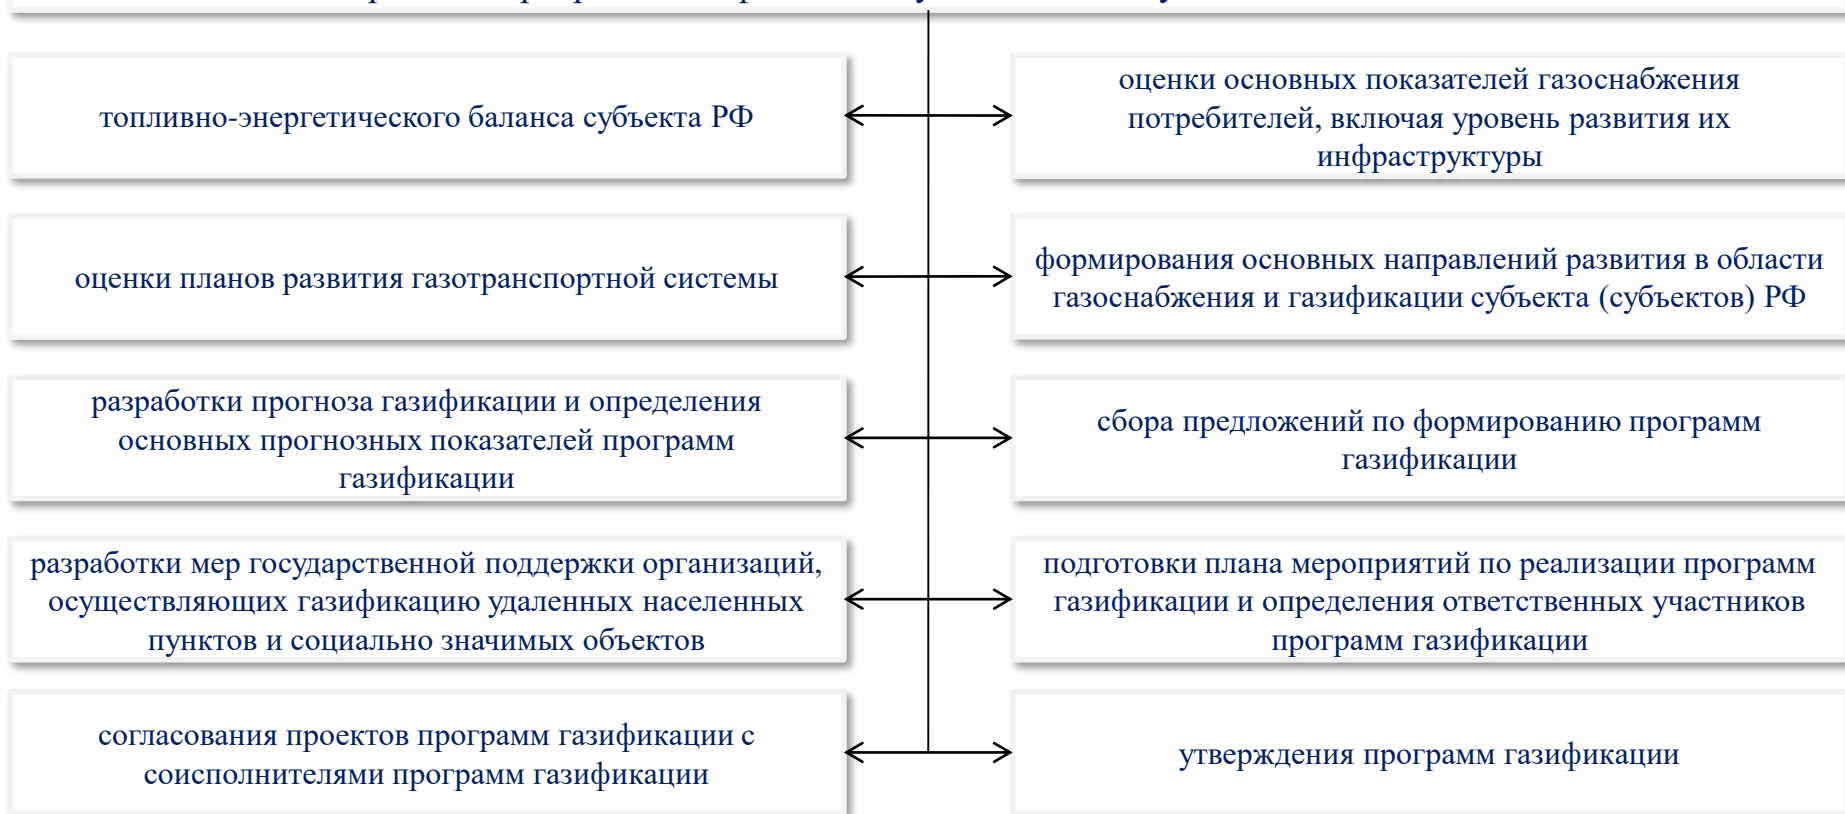 топливно-энергетического баланса субъекта РФ
оценки основных показателей газоснабжения
потребителей, включая уровень развития их
инфраструктуры
оценки планов развития газотранспортной системы
формирования основных направлений развития в области
газоснабжения и газификации субъекта (субъектов) РФ
разработки прогноза газификации и определения
основных прогнозных показателей программ
газификации
сбора предложений по формированию программ
газификации
разработки мер государственной поддержки организаций,
осуществляющих газификацию удаленных населенных
пунктов и социально значимых объектов
подготовки плана мероприятий по реализации программ
газификации и определения ответственных участников
программ газификации
согласования проектов программ газификации с
соисполнителями программ газификации
утверждения программ газификации